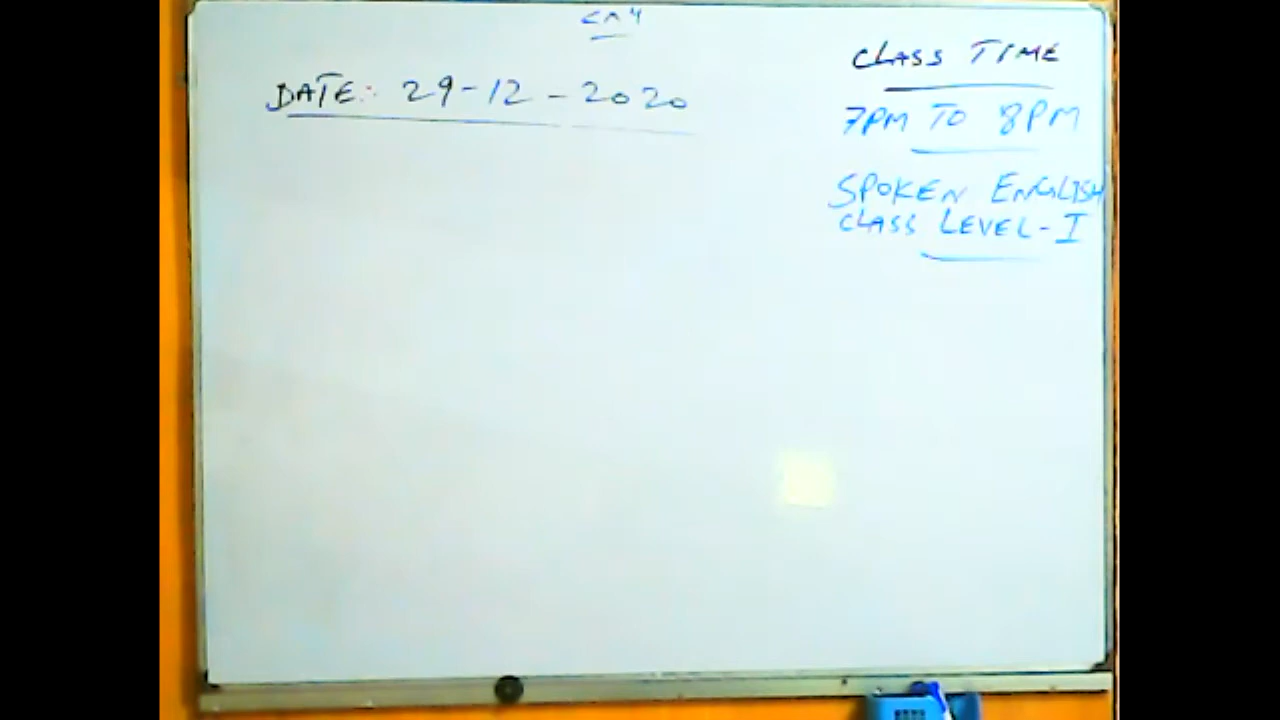 DATE: 29-12-2020
CLASS TIME
7PM TO 8PM
SPOKEN ENGLISH
CLASS LEVEL-I